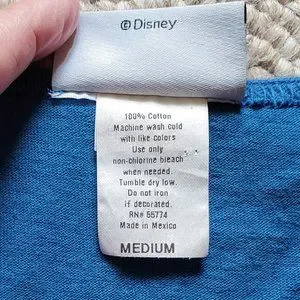 ©Disney
100% Cotton
Machine wash cold
with like colors
Use only
non-chlorine bleach
when needed.
Tumble dry low.
Do not iron
if decorated.
RN# 55774
Made in Mexico
MEDIUM